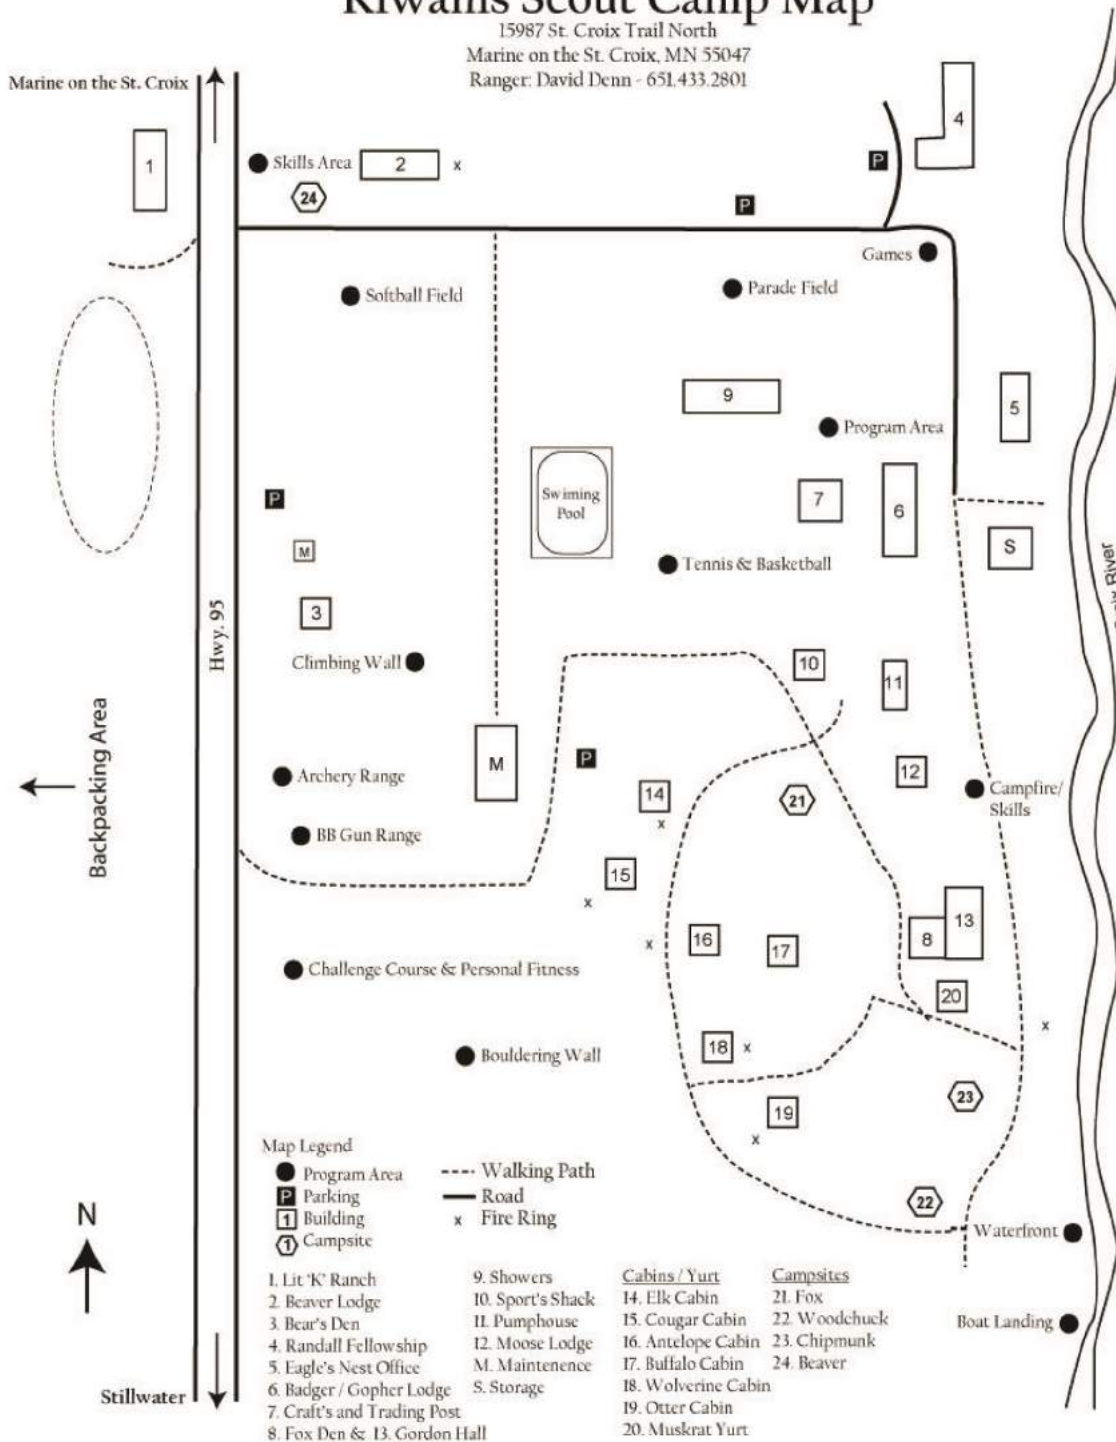 Kiwanis Scout Camp Map
15987 St. Croix Trail North
Marine on the St. Croix, MN 55047
Ranger: David Denn - 651.433.2801
Marine on the St. Croix
1
Skills Area
2
x
24
P
4
P
Games
Softball Field
Parade Field
9
5
Program Area
P
Swiming
Pool
7
6
M
S
Tennis & Basketball
3
Hwy. 95
River
Climbing Wall
10
11
Backpacking Area
M
P
12
Archery Range
14
21
Campfire/
Skills
x
BB Gun Range
15
x
13
8
16
17
x
Challenge Course & Personal Fitness
20
x
Bouldering Wall
18
x
23
19
x
22
Waterfront
Boat Landing
Map Legend
Program Area
P
Parking
1
Building
1
Campsite
Walking Path
Road
x
Fire Ring
N
1. Lit 'K' Ranch
2. Beaver Lodge
3. Bear's Den
4. Randall Fellowship
5. Eagle's Nest Office
6. Badger / Gopher Lodge
7. Craft's and Trading Post
8. Fox Den & 13. Gordon Hall
9. Showers
10. Sport's Shack
11. Pumphouse
12. Moose Lodge
M. Maintenence
S. Storage
Cabins / Yurt
14. Elk Cabin
15. Cougar Cabin
16. Antelope Cabin
17. Buffalo Cabin
18. Wolverine Cabin
19. Otter Cabin
20. Muskrat Yurt
Campsites
21. Fox
22. Woodchuck
23. Chipmunk
24. Beaver
Stillwater